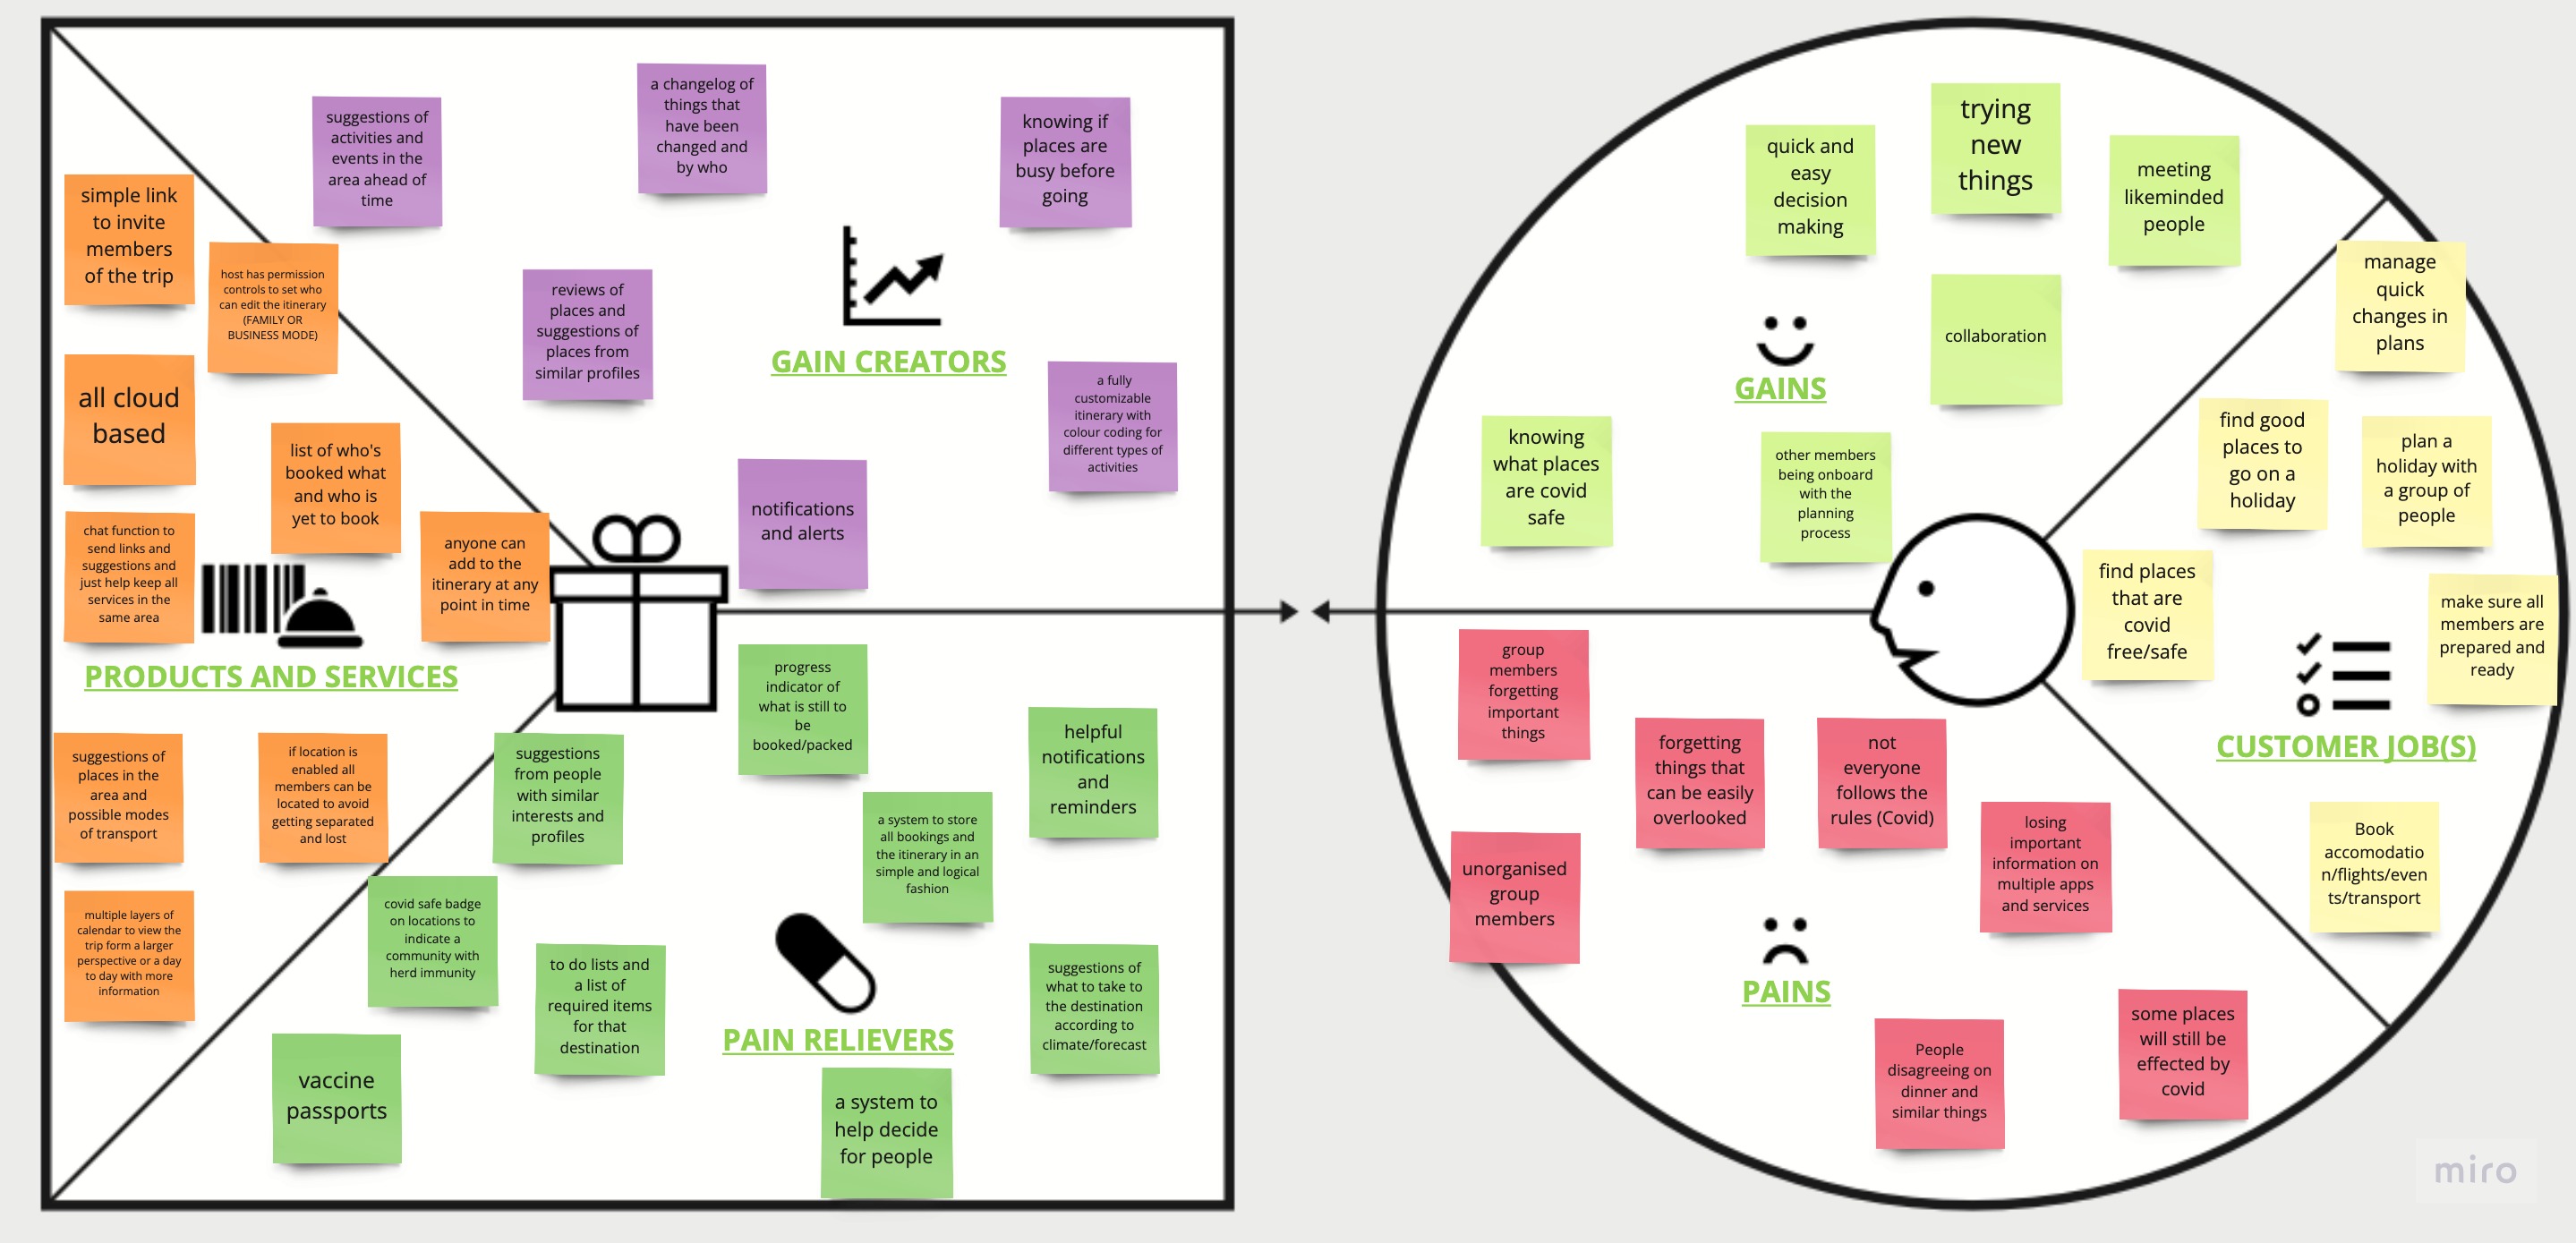 suggestions of
activities and
events in the
area ahead of
time
a changelog of
things that
have been
changed and
by who
knowing if
places are
busy before
going
reviews of
places and
suggestions of
places from
similar profiles
GAIN CREATORS
a fully
customizable
itinerary with
colour coding for
different types of
activities
notifications
and alerts
simple link
to invite
members
of the trip
host has permission
controls to set who
can edit the itinerary
(FAMILY OR
BUSINESS MODE)
all cloud
based
list of who's
booked what
and who is
yet to book
chat function to
send links and
suggestions and
just help keep all
services in the
same area
anyone can
add to the
itinerary at any
point in time
PRODUCTS AND SERVICES
suggestions of
places in the
area and
possible modes
of transport
if location is
enabled all
members can be
located to avoid
getting separated
and lost
multiple layers of
calendar to view the
trip form a larger
perspective or a day
to day with more
information
progress
indicator of
what is still to
be
booked/packed
helpful
notifications
and
reminders
suggestions
from people
with similar
interests and
profiles
a system to store
all bookings and
the itinerary in an
simple and logical
fashion
covid safe badge
on locations to
indicate a
community with
herd immunity
to do lists and
a list of
required items
for that
destination
suggestions of
what to take to
the destination
according to
climate/forecast
PAIN RELIEVERS
vaccine
passports
a system to
help decide
for people
quick and
easy
decision
making
trying
new
things
meeting
likeminded
people
collaboration
GAINS
knowing
what places
are covid
safe
other members
being onboard
with the
planning
process
manage
quick
changes in
plans
find good
places to
go on a
holiday
plan a
holiday with
a group of
people
find places
that are
covid
free/safe
make sure all
members are
prepared and
ready
CUSTOMER JOB(S)
Book
accomodatio
n/flights/even
ts/transport
group
members
forgetting
important
things
forgetting
things that
can be easily
overlooked
not
everyone
follows the
rules (Covid)
losing
important
information on
multiple apps
and services
unorganised
group
members
PAINS
People
disagreeing on
dinner and
similar things
some places
will still be
effected by
covid
miro